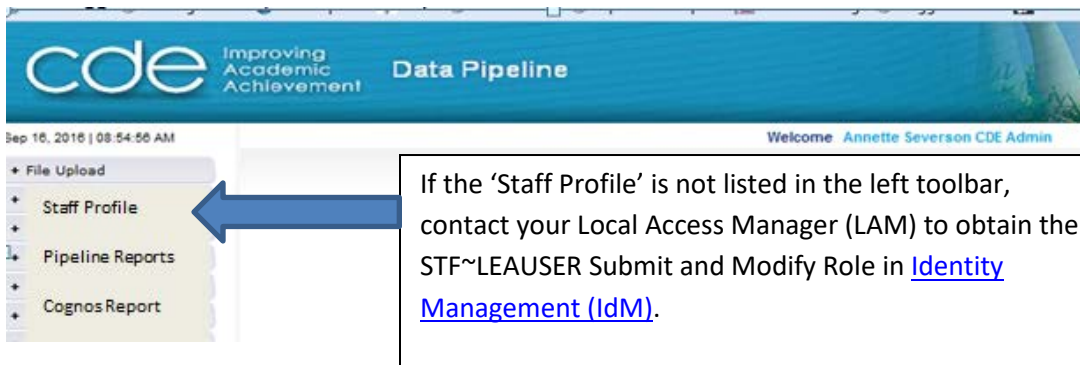 cde
Improving
Academic
Achievement
Data Pipeline
Sep 16, 2016 | 08:54:56 AM
Welcome Annette Severson CDE Admin
+ File Upload
+ Staff Profile
+
Pipeline Reports
+
+ Cognos Report
If the ‘Staff Profile’ is not listed in the left toolbar,
contact your Local Access Manager (LAM) to obtain the
STF~LEAUSER Submit and Modify Role in Identity
Management (IdM).